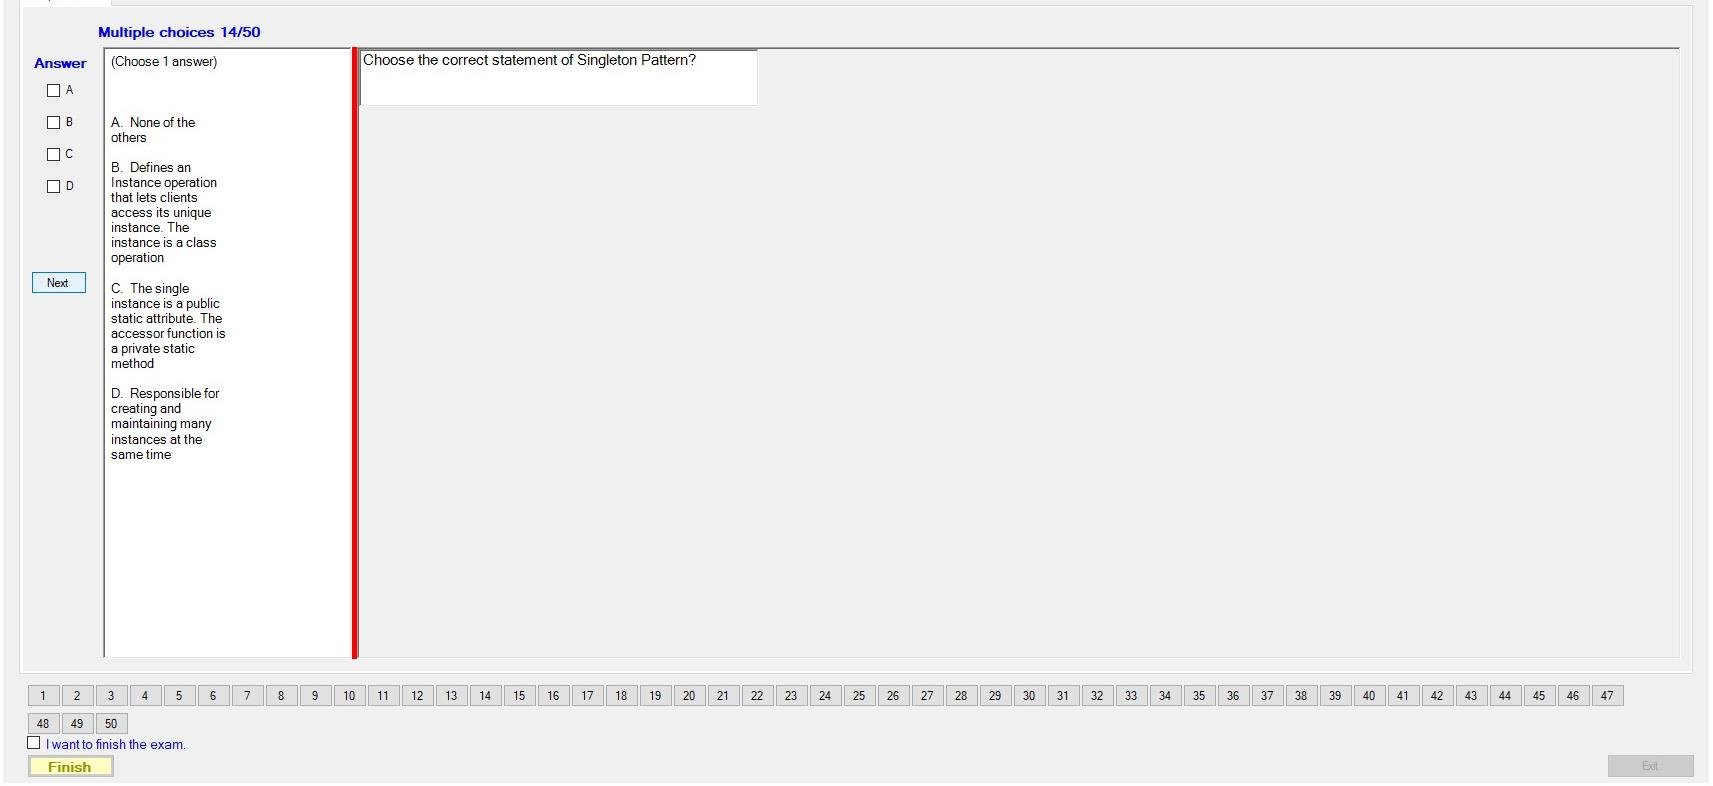 Multiple choices 14/50
Answer
A
B
C
D
Next
(Choose 1 answer)
A. None of the
others
B. Defines an
Instance operation
that lets clients
access its unique
instance. The
instance is a class
operation
C. The single
instance is a public
static attribute. The
accessor function is
a private static
method
D. Responsible for
creating and
maintaining many
instances at the
same time
Choose the correct statement of Singleton Pattern?
1 2 3 4 5 6 7 8 9 10 11 12 13 14 15 16 17 18 19 20 21 22 23 24 25 26 27 28 29 30 31 32 33 34 35 36 37 38 39 40 41 42 43 44 45 46 47
48 49 50
I want to finish the exam.
Finish
Exit